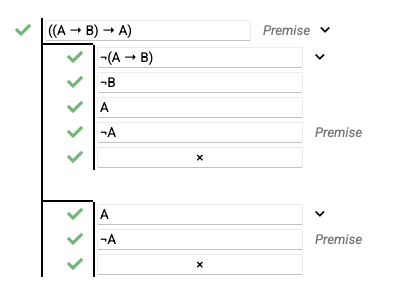 ((A → B) → A) Premise
¬(A → B)
¬B
A
¬A Premise
×
A
¬A Premise
×